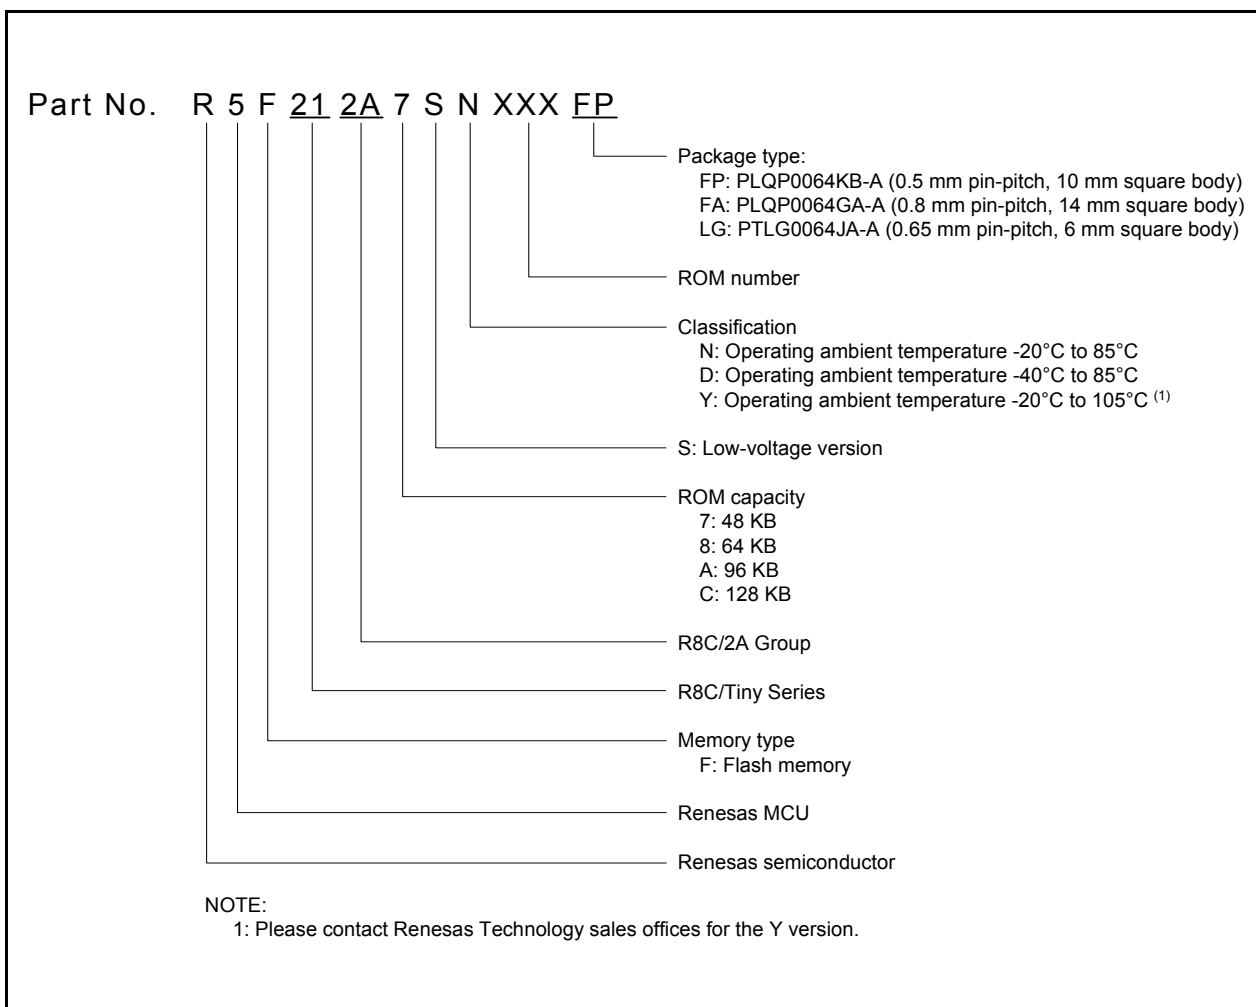 Part No. R 5 F 21 2A 7 S N XXX FP
Package type:
FP: PLQP0064KB-A (0.5 mm pin-pitch, 10 mm square body)
FA: PLQP0064GA-A (0.8 mm pin-pitch, 14 mm square body)
LG: PTLG0064JA-A (0.65 mm pin-pitch, 6 mm square body)
ROM number
Classification
N: Operating ambient temperature -20°C to 85°C
D: Operating ambient temperature -40°C to 85°C
Y: Operating ambient temperature -20°C to 105°C (1)
S: Low-voltage version
ROM capacity
7: 48 KB
8: 64 KB
A: 96 KB
C: 128 KB
R8C/2A Group
R8C/Tiny Series
Memory type
F: Flash memory
Renesas MCU
Renesas semiconductor
NOTE:
1: Please contact Renesas Technology sales offices for the Y version.